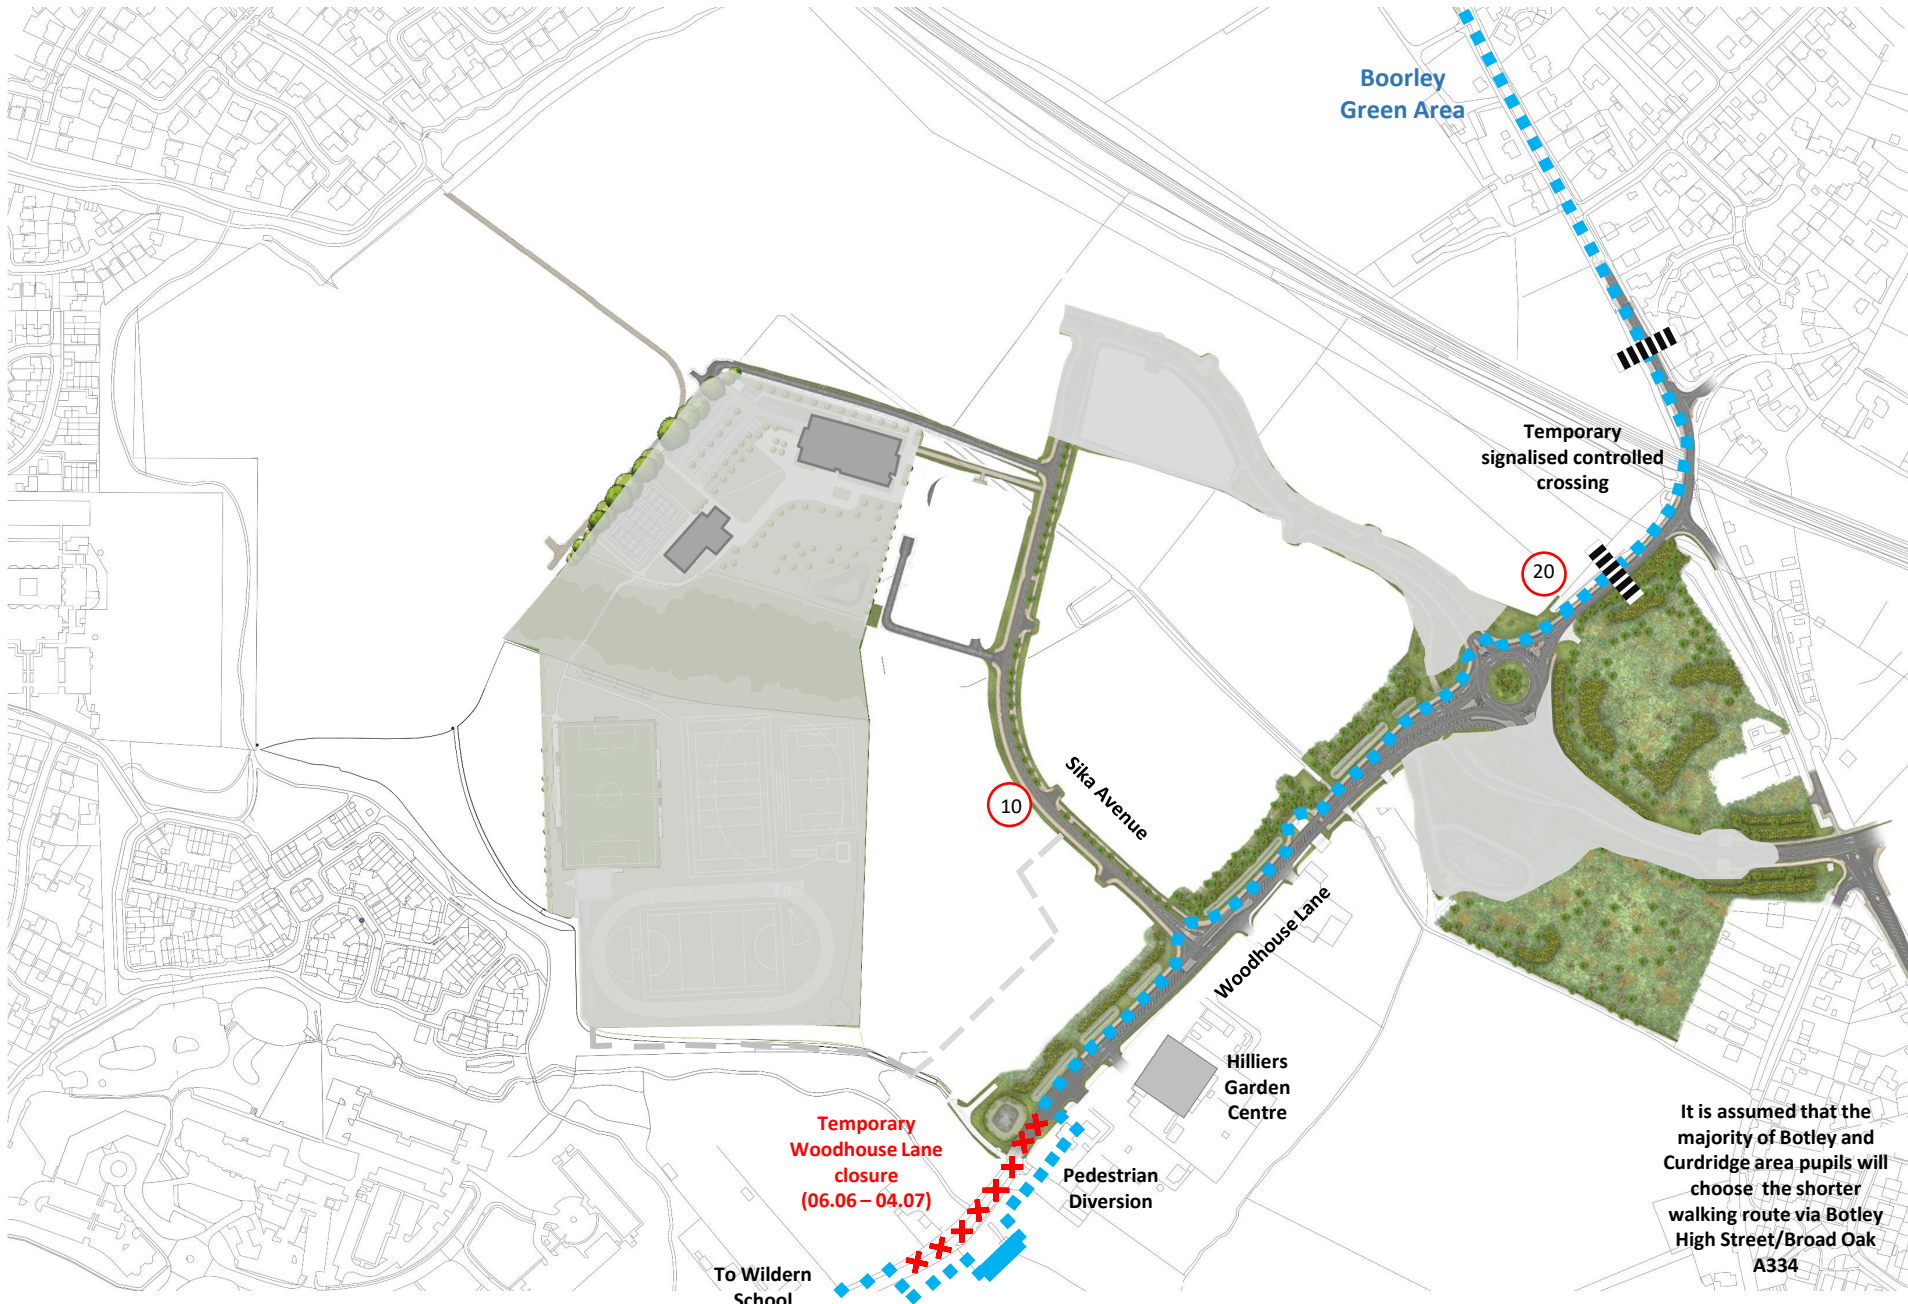 Boorley
Green Area
Temporary
signalised controlled
crossing
20
Sika Avenue
10
Woodhouse Lane
Hilliers
Garden
Centre
Temporary
Woodhouse Lane
closure
(06.06 – 04.07)
Pedestrian
Diversion
To Wildern
School
It is assumed that the
majority of Botley and
Curdridge area pupils will
choose the shorter
walking route via Botley
High Street/Broad Oak
A334